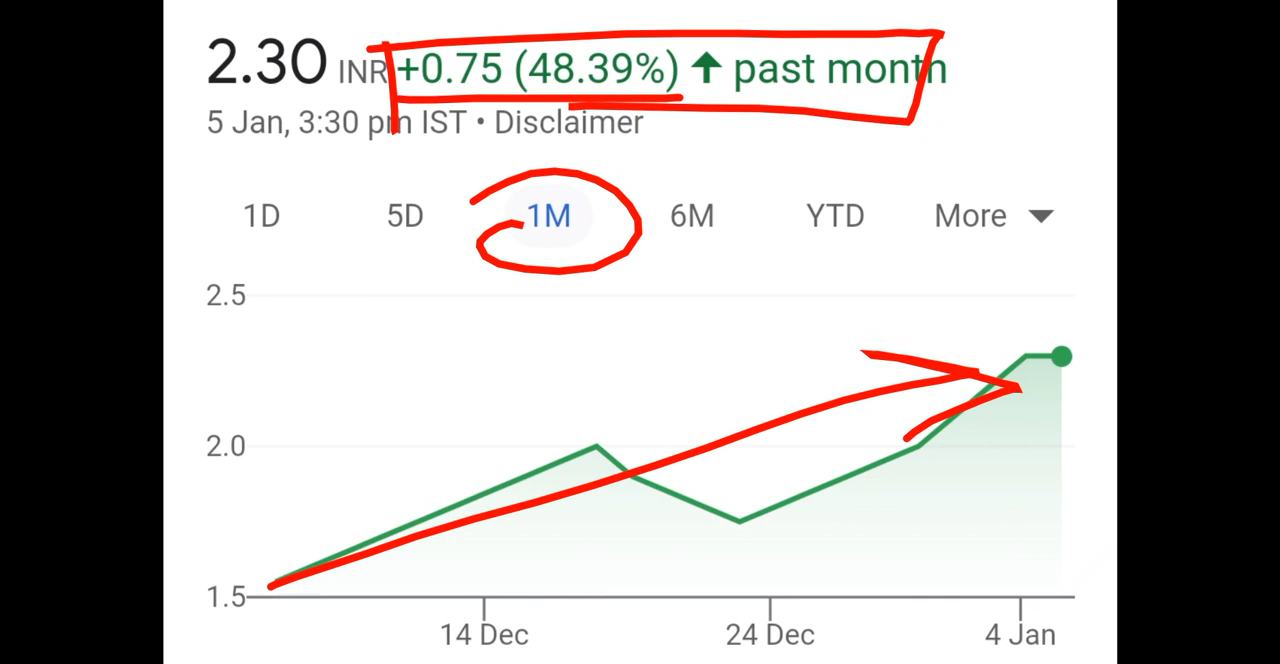 2.30 INR +0.75 (48.39%) ↑ past month
5 Jan, 3:30 pm IST • Disclaimer
1D 5D 1M 6M YTD More
2.5
2.0
1.5
14 Dec 24 Dec 4 Jan